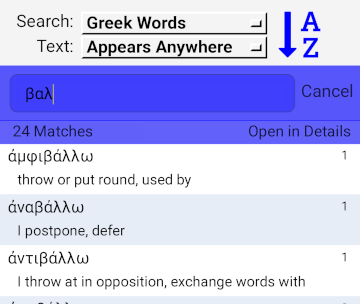 Search: Greek Words
Text: Appears Anywhere
A
Z
βαλ Cancel
24 Matches Open in Details
ἀμφιβάλλω 1
throw or put round, used by
ἀναβάλλω 1
I postpone, defer
ἀντιβάλλω 1
I throw at in opposition, exchange words with